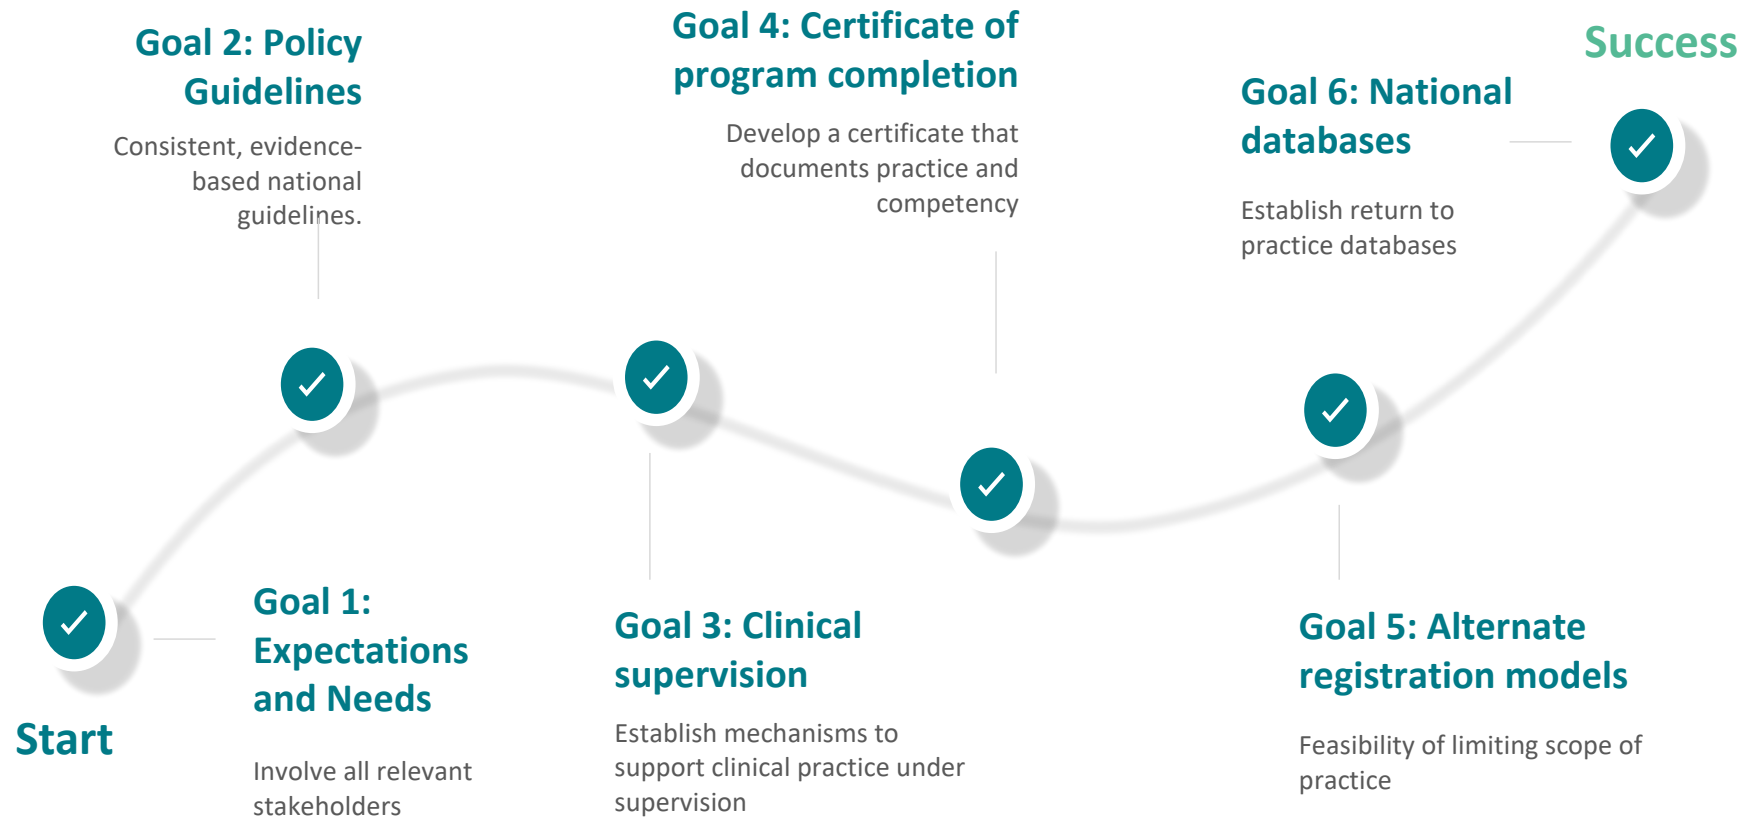 Goal 2: Policy
Guidelines
Consistent, evidence-
based national
guidelines.
Goal 4: Certificate of
program completion
Develop a certificate that
documents practice and
competency
Success
Goal 6: National
databases
Establish return to
practice databases
Start
Goal 1:
Expectations
and Needs
Involve all relevant
stakeholders
Goal 3: Clinical
supervision
Establish mechanisms to
support clinical practice under
supervision
Goal 5: Alternate
registration models
Feasibility of limiting scope of
practice